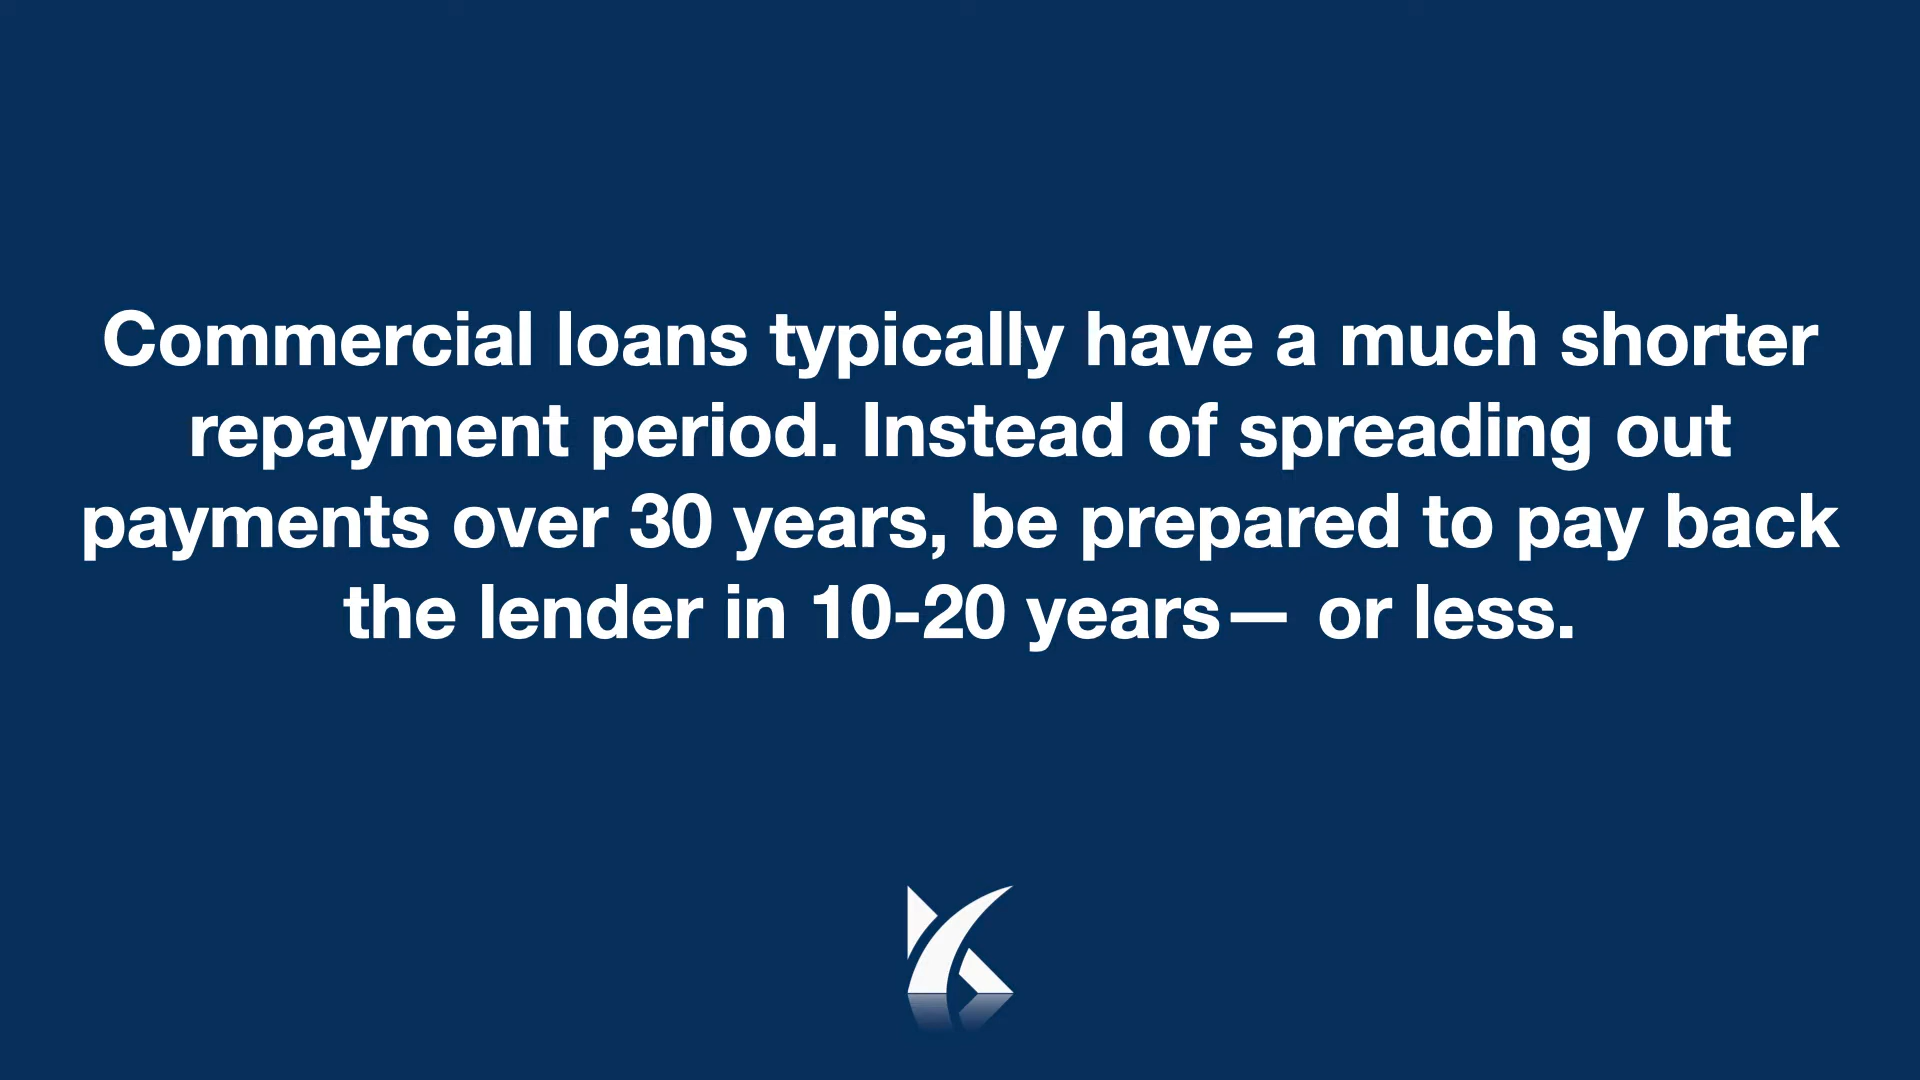 Commercial loans typically have a much shorter
repayment period. Instead of spreading out
payments over 30 years, be prepared to pay back
the lender in 10-20 years— or less.